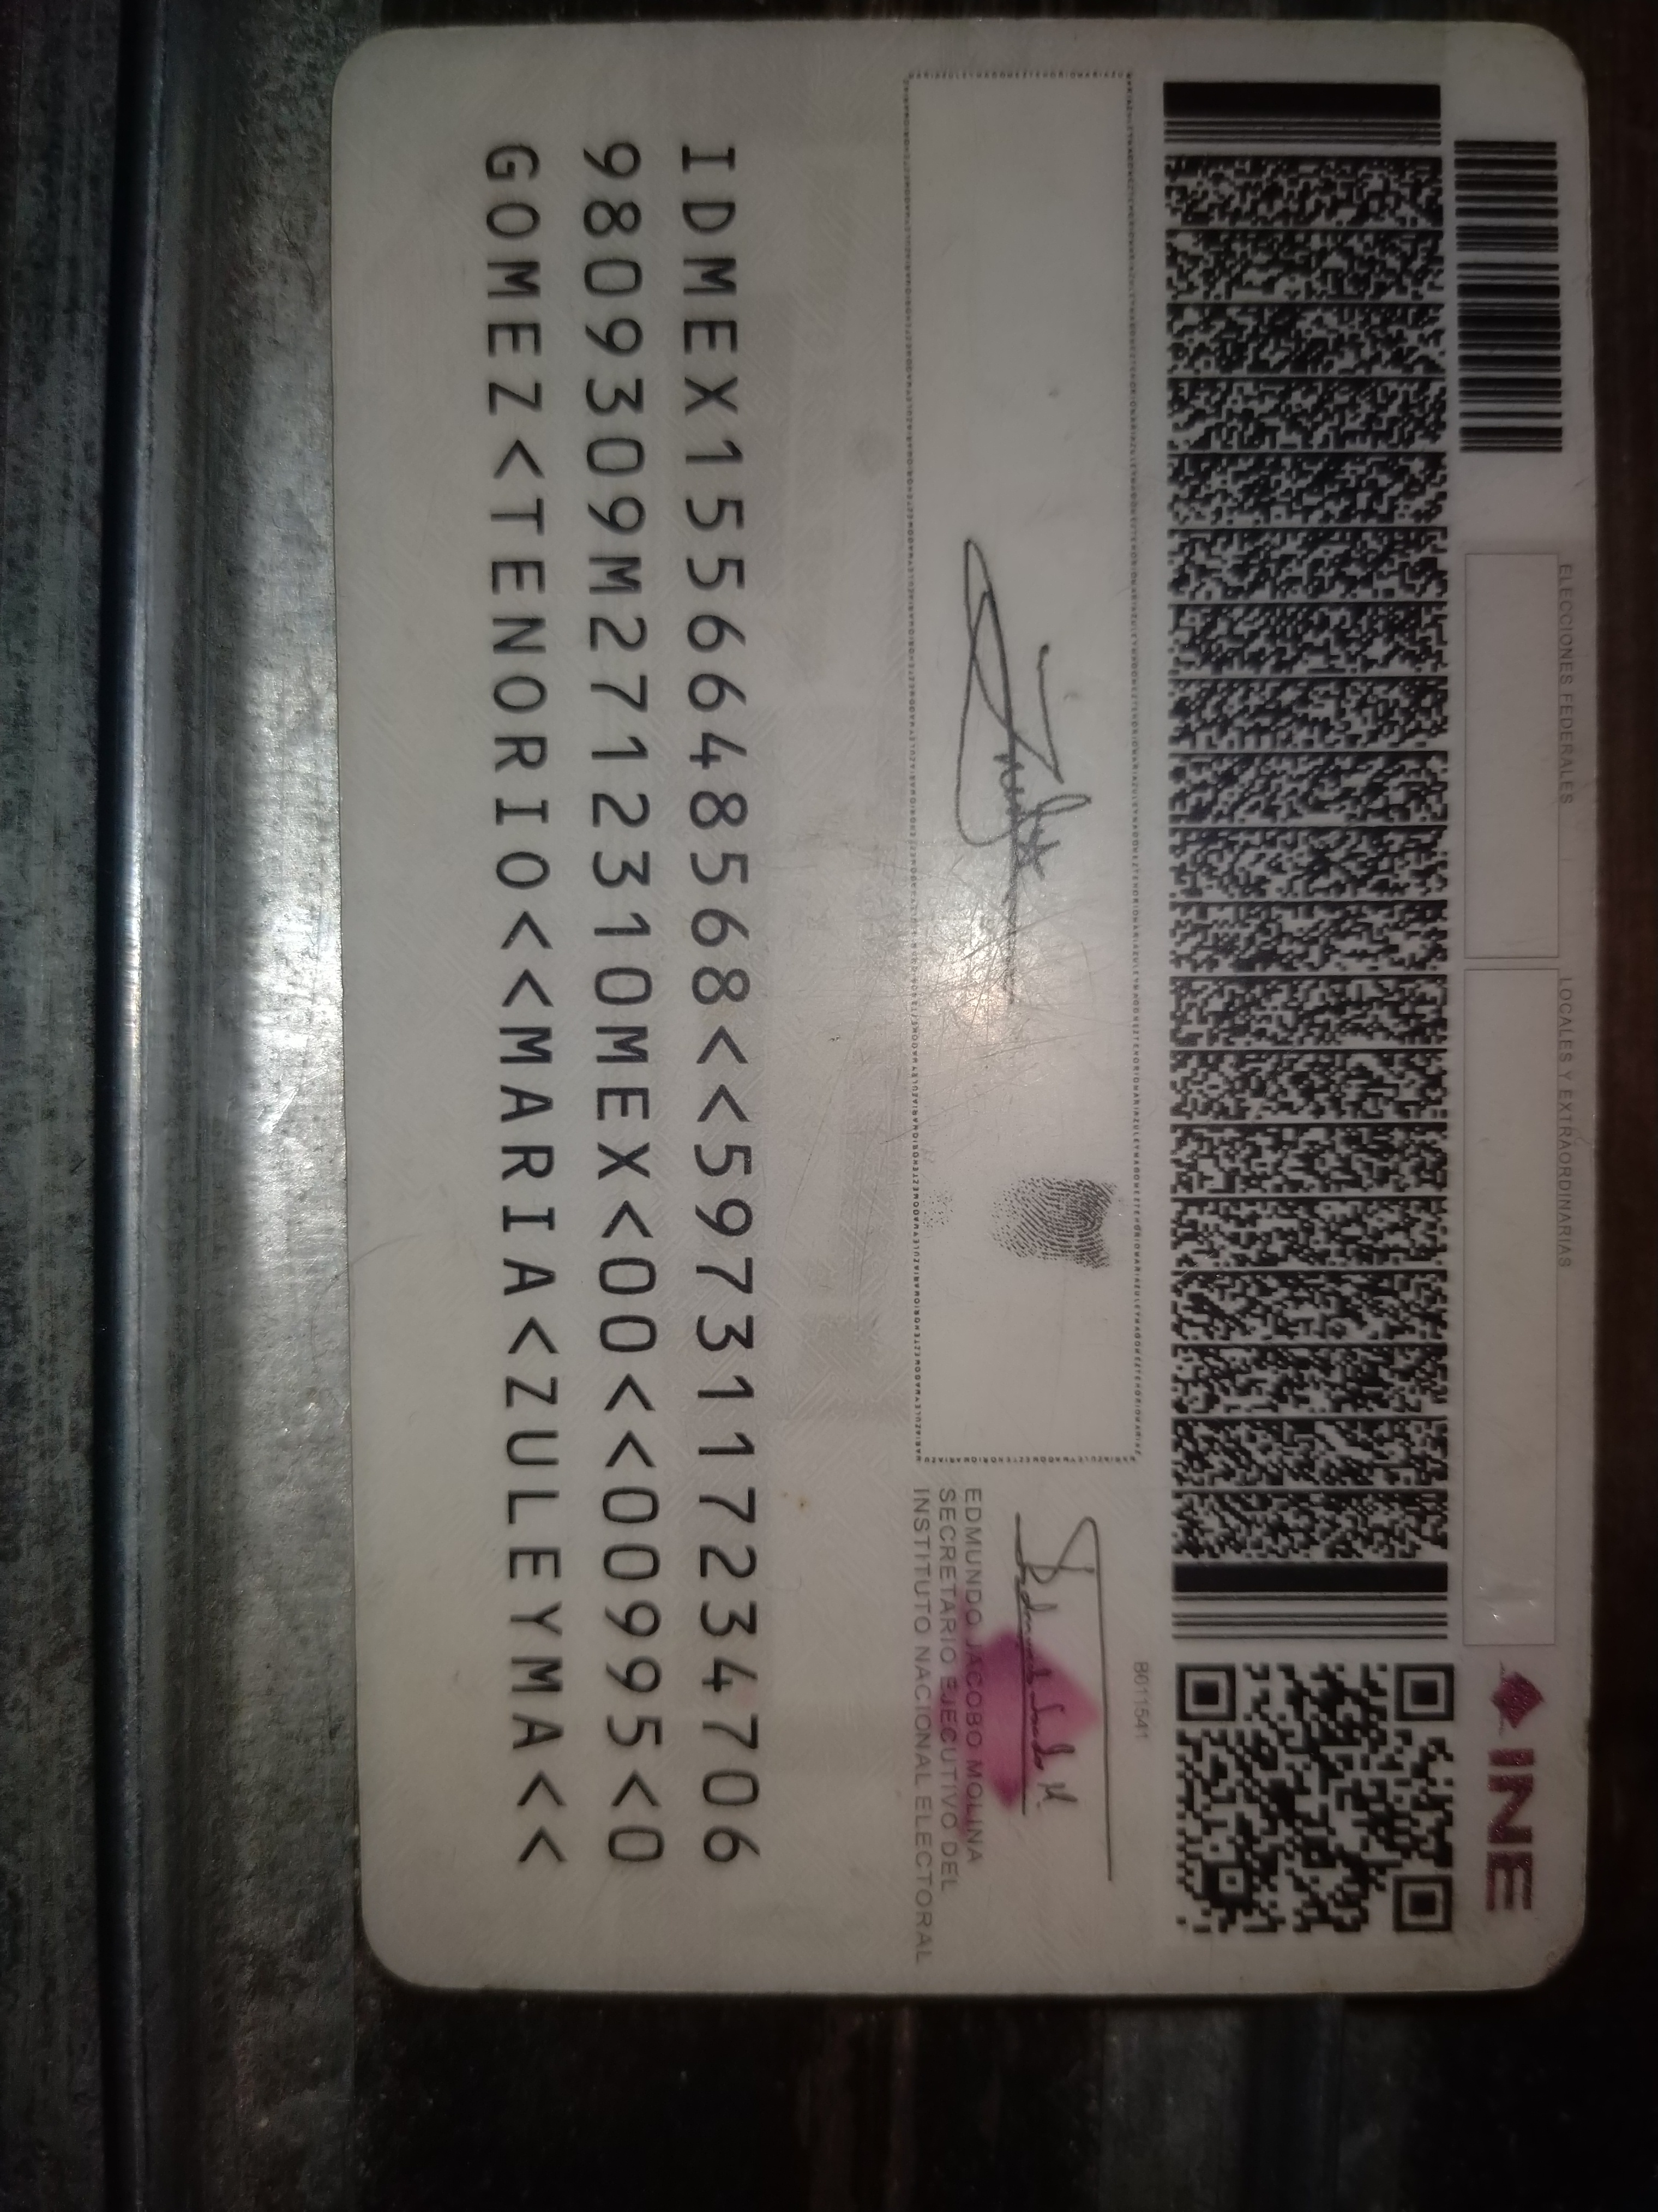 ELECCIONES FEDERALES
LOCALES Y EXTRAORDINARIAS
INE
B011541
EDMUNDO JACOBO MOLINA
SECRETARIO EJECUTIVO DEL
INSTITUTO NACIONAL ELECTORAL
IDMEX1556648568<<5973117234706
9809309M2712310MEX<00<<00995<0
GOMEZ<TENORIO<<MARIA<ZULEYMA<<